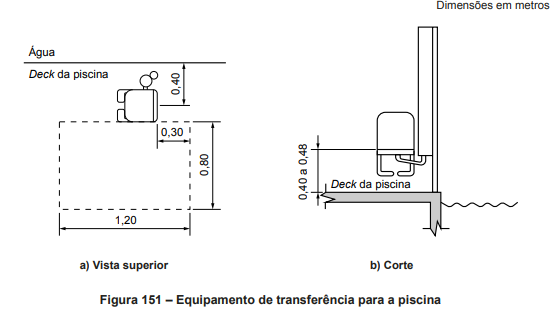 Dimensões em metros
Água
Deck da piscina
0,40
0,30
0,80
1,20
a) Vista superior
0,40 a 0,48
Deck da piscina
b) Corte
Figura 151 – Equipamento de transferência para a piscina